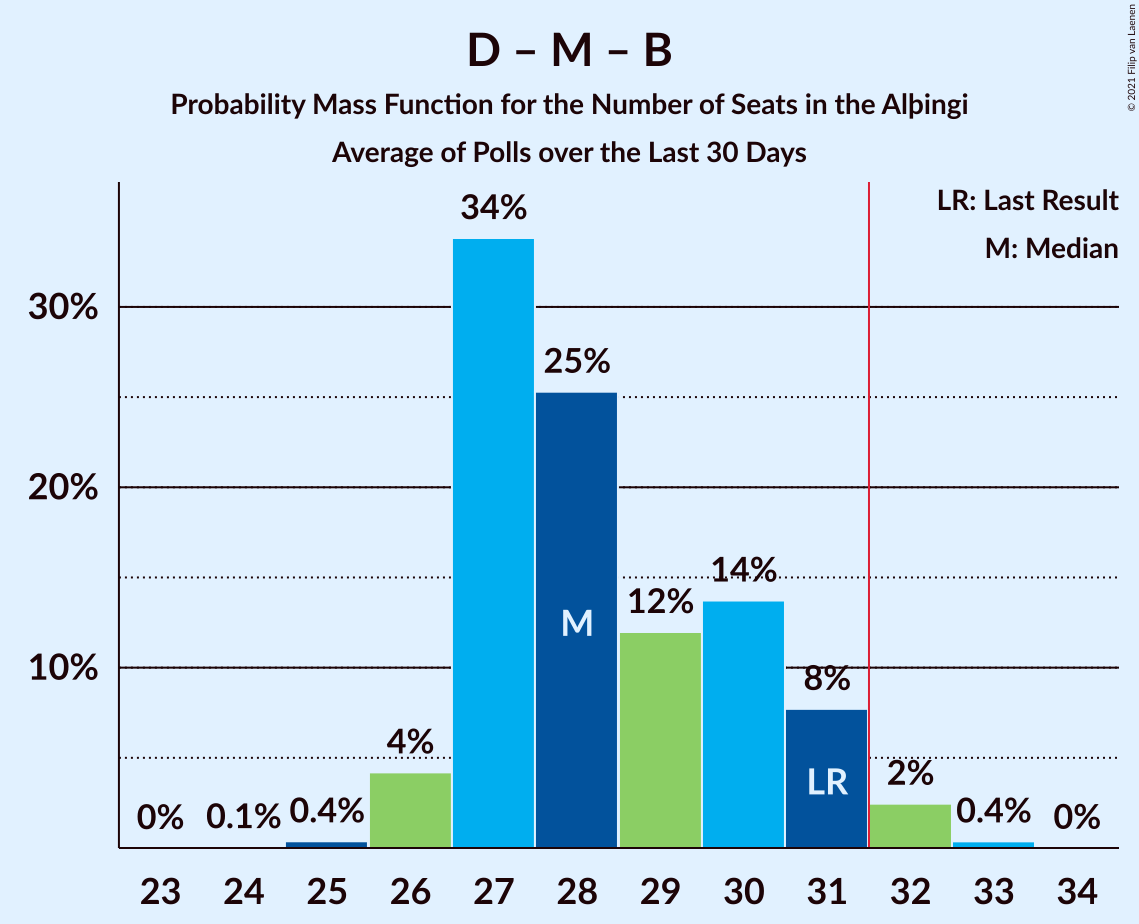 D – M – B
Probability Mass Function for the Number of Seats in the Alþingi
Average of Polls over the Last 30 Days
© 2021 Filip van Laenen
LR: Last Result
M: Median
30%
20%
10%
0%
0.1%
0.4%
4%
34%
25%
12%
14%
8%
2%
0.4%
0%
M
LR
23 24 25 26 27 28 29 30 31 32 33 34